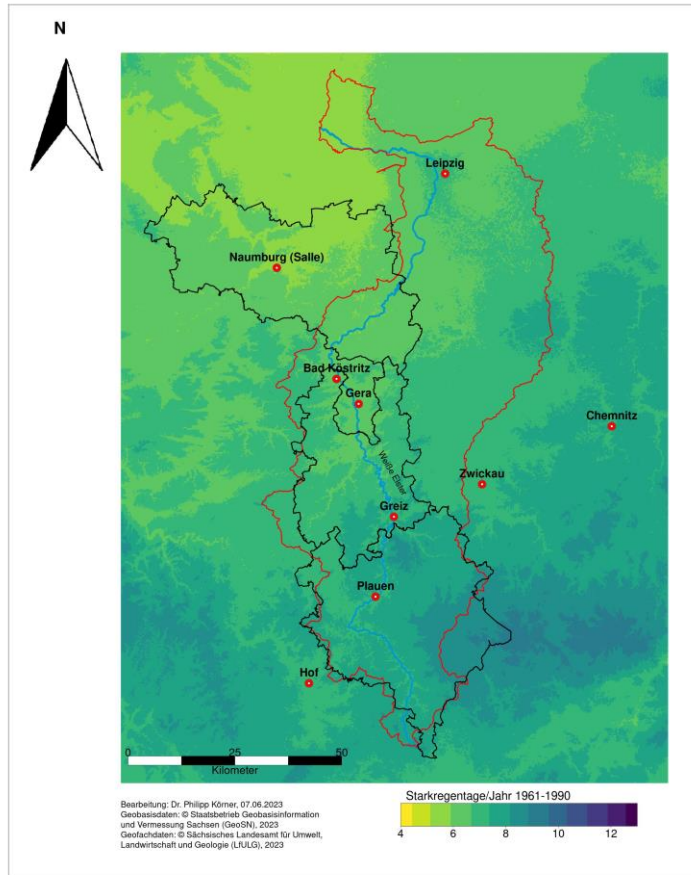 N
Leipzig
Naumburg (Salle)
Bad Köstritz
Gera
Chemnitz
Weiße Elster
Zwickau
Greiz
Plauen
Hof
0 25 50
Kilometer
Starkregentage/Jahr 1961-1990
4 6 8 10 12
Bearbeitung: Dr. Philipp Körner, 07.06.2023
Geobasisdaten: © Staatsbetrieb Geobasisinformation
und Vermessung Sachsen (GeoSN), 2023
Geofachdaten: © Sächsisches Landesamt für Umwelt,
Landwirtschaft und Geologie (LfULG), 2023